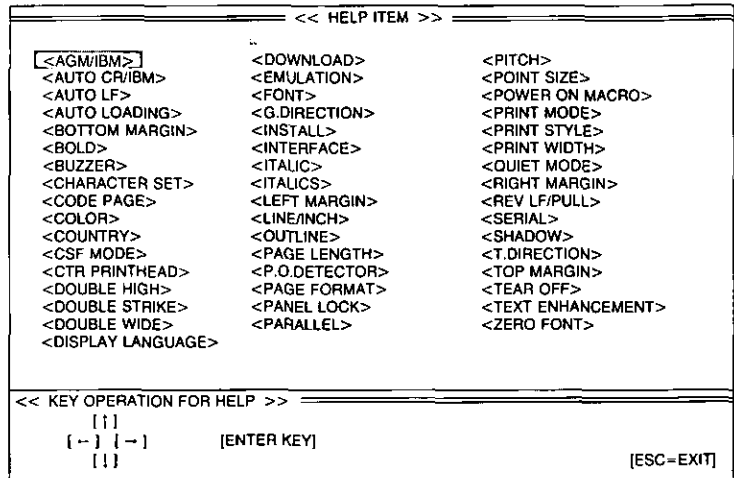 << HELP ITEM >>
<AGM/IBM> <DOWNLOAD> <PITCH>
<AUTO CR/IBM> <EMULATION> <POINT SIZE>
<AUTO LF> <FONT> <POWER ON MACRO>
<AUTO LOADING> <G.DIRECTION> <PRINT MODE>
<BOTTOM MARGIN> <INSTALL> <PRINT STYLE>
<BOLD> <INTERFACE> <PRINT WIDTH>
<BUZZER> <ITALIC> <QUIET MODE>
<CHARACTER SET> <ITALICS> <RIGHT MARGIN>
<CODE PAGE> <LEFT MARGIN> <REV LF/PULL>
<COLOR> <LINE/INCH> <SERIAL>
<COUNTRY> <OUTLINE> <SHADOW>
<CSF MODE> <PAGE LENGTH> <T.DIRECTION>
<CTR PRINTHEAD> <P.O.DETECTOR> <TOP MARGIN>
<DOUBLE HIGH> <PAGE FORMAT> <TEAR OFF>
<DOUBLE STRIKE> <PANEL LOCK> <TEXT ENHANCEMENT>
<DOUBLE WIDE> <PARALLEL> <ZERO FONT>
<DISPLAY LANGUAGE>
<< KEY OPERATION FOR HELP >>
[↑]
[←] [→] [ENTER KEY]
[↓]
[ESC=EXIT]